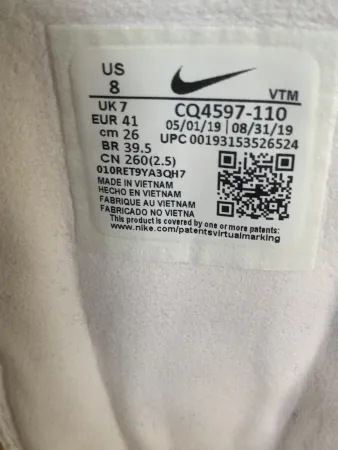 US
8
VTM
UK 7 CQ4597-110
EUR 41 05/01/19 | 08/31/19
cm 26 UPC 00193153526524
BR 39.5
CN 260(2.5)
010RET9YA3QH7
MADE IN VIETNAM
HECHO EN VIETNAM
FABRIQUE AU VIETNAM
FABRICADO NO VIETNA
This product is covered by one or more patents:
www.nike.com/patentsvirtualmarking